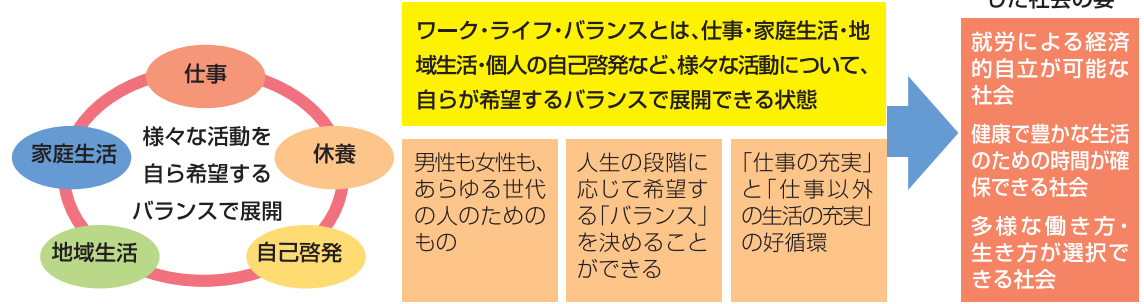 仕事
家庭生活
休養
地域生活
自己啓発
様々な活動を
自ら希望する
バランスで展開
ワーク・ライフ・バランスとは、仕事・家庭生活・地
域生活・個人の自己啓発など、様々な活動について、
自らが希望するバランスで展開できる状態
男性も女性も、
あらゆる世代
の人のための
もの
人生の段階に
応じて希望す
る「バランス」
を決めること
ができる
「仕事の充実」
と「仕事以外
の生活の充実」
の好循環
した社会の姿
就労による経済
的自立が可能な
社会
健康で豊かな生活
のための時間が確
保できる社会
多様な働き方・
生き方が選択で
きる社会